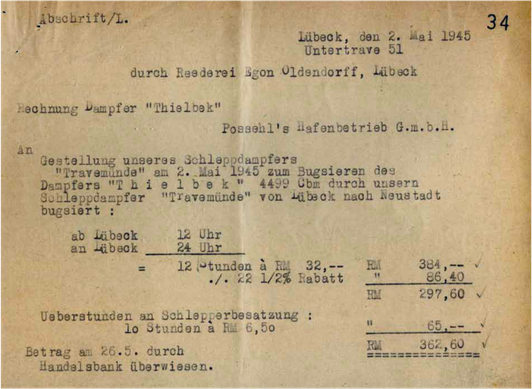 Abschrift/L.
34
Lübeck, den 2. Mai 1945
Untertrave 51
durch Reederei Egon Oldendorff, Lübeck
Rechnung Dampfer "Thielbek"
Possehl's Hafenbetrieb G.m.b.H.
An
Gestellung unseres Schleppdampfers
"Travemünde" am 2. Mai 1945 zum Bugsieren des
Dampfers "T h i e l b e k" 4499 Cbm durch unsern
Schleppdampfer "Travemünde" von Lübeck nach Neustadt
bugsiert :
ab Lübeck 12 Uhr
an Lübeck 24 Uhr
= 12 Stunden à RM 32,-- RM 384,--
./. 22 1/2% Rabatt " 86,40
RM 297,60
Ueberstunden an Schlepperbesatzung :
10 Stunden à RM 6,50 " 65,--
RM 362,60
Betrag am 26.5. durch
Handelsbank überwiesen.